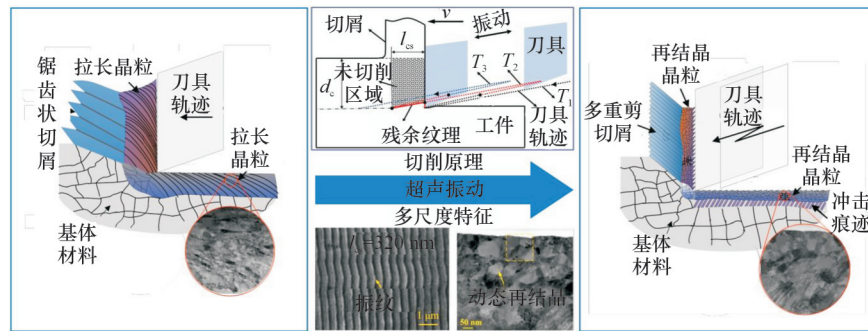 拉长晶粒
锯
齿
状
切
屑
刀具
轨迹
拉长
晶粒
基体
材料
切屑
v
振动
l_cs
刀具
未切削
区域
d_c
T_3
T_2
T_1
刀具
轨迹
残余纹理
工件
切削原理
超声振动
多尺度特征
=320 nm
振纹
1 μm
动态再结晶
50 nm
再结晶
晶粒
多重剪
切屑
刀具
轨迹
再结晶
晶粒
冲击
痕迹
基体
材料